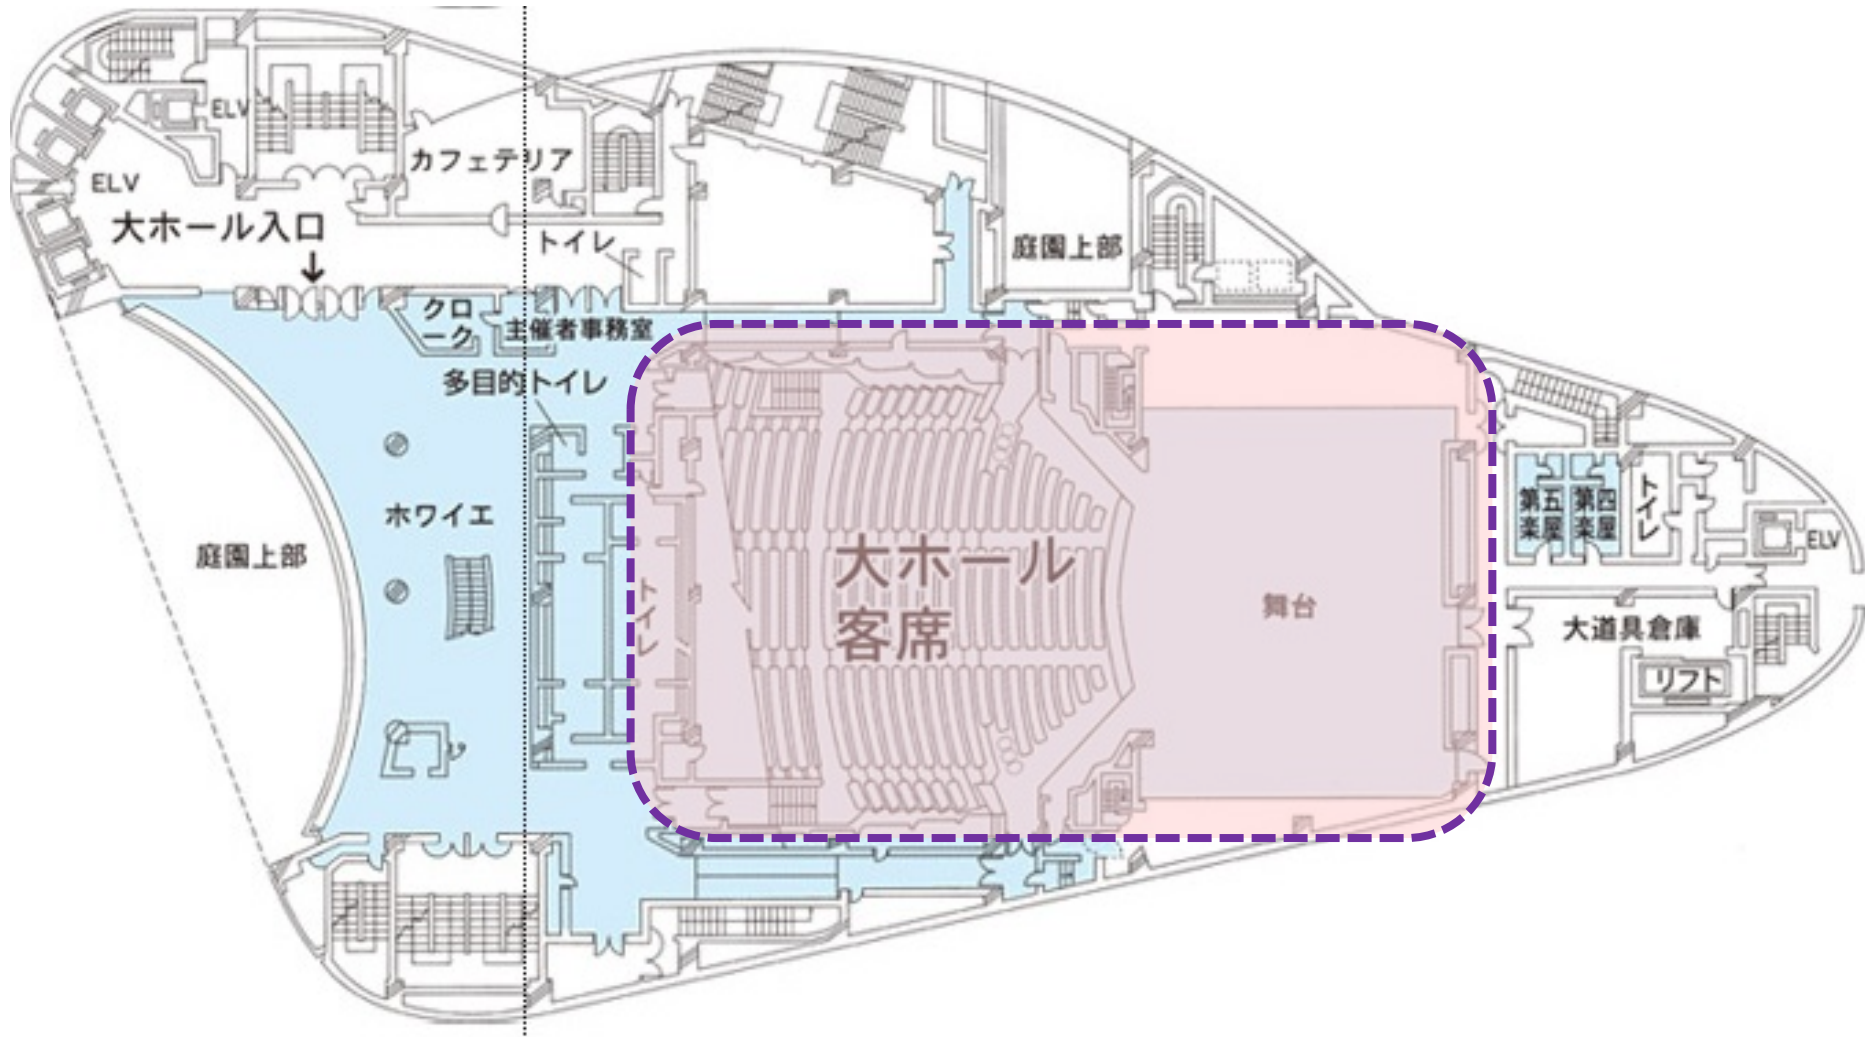 ELV
カフェテリア
ELV
大ホール入口
↓
トイレ
庭園上部
クロ
ーク
主催者事務室
多目的トイレ
ホワイエ
庭園上部
トイレ
大ホール
客席
舞台
第五
楽屋
第四
楽屋
トイレ
ELV
大道具倉庫
リフト